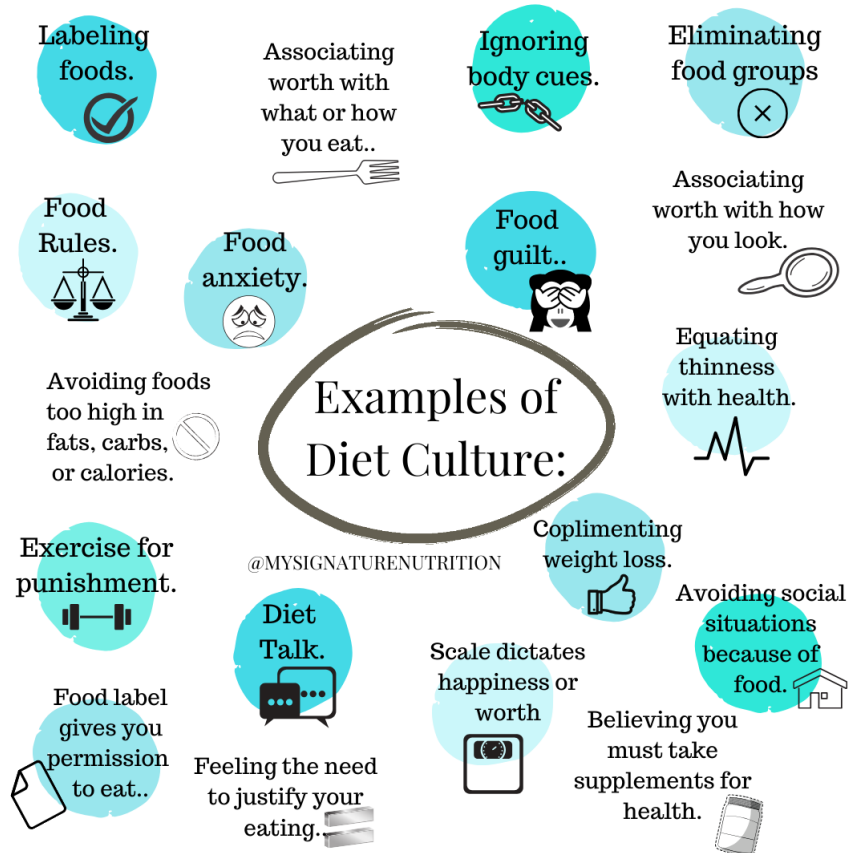 Labeling
foods.
Associating
worth with
what or how
you eat..
Ignoring
body cues.
Eliminating
food groups
Food
Rules.
Food
anxiety.
Food
guilt..
Associating
worth with how
you look.
Equating
thinness
with health.
Avoiding foods
too high in
fats, carbs,
or calories.
Examples of
Diet Culture:
@MYSIGNATURENUTRITION
Exercise for
punishment.
Diet
Talk.
Coplimenting
weight loss.
Avoiding social
situations
because of
food.
Scale dictates
happiness or
worth
Food label
gives you
permission
to eat..
Feeling the need
to justify your
eating..
Believing you
must take
supplements for
health.